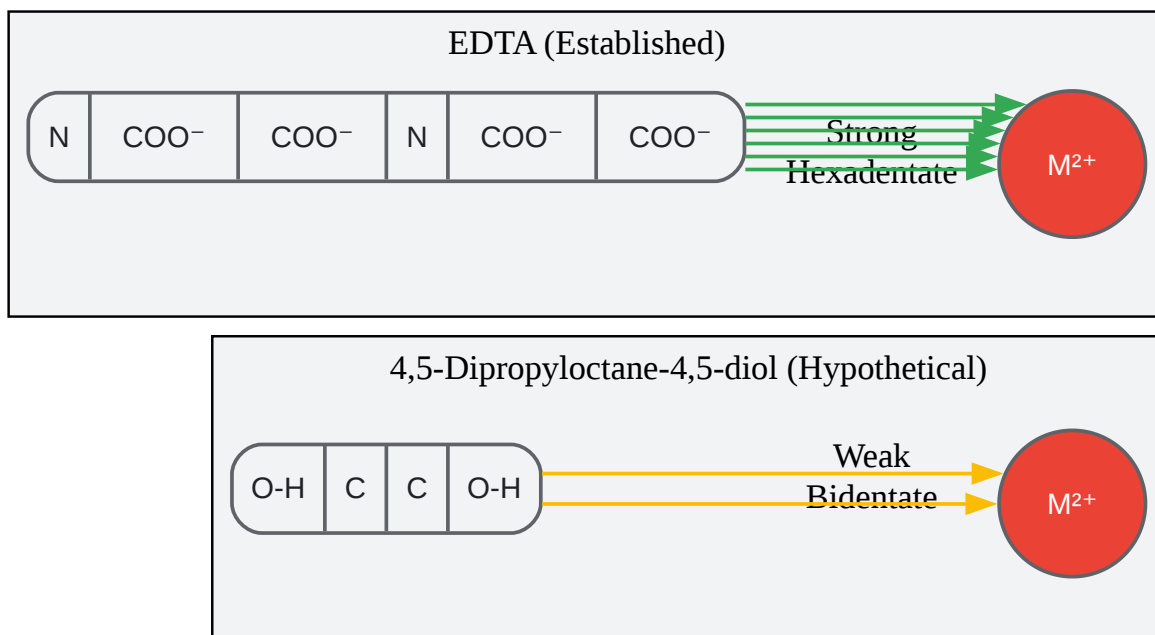 EDTA (Established)
N COO⁻ COO⁻ N COO⁻ COO⁻
Strong
Hexadentate
M²⁺
4,5-Dipropyloctane-4,5-diol (Hypothetical)
O-H C C O-H
Weak
Bidentate
M²⁺